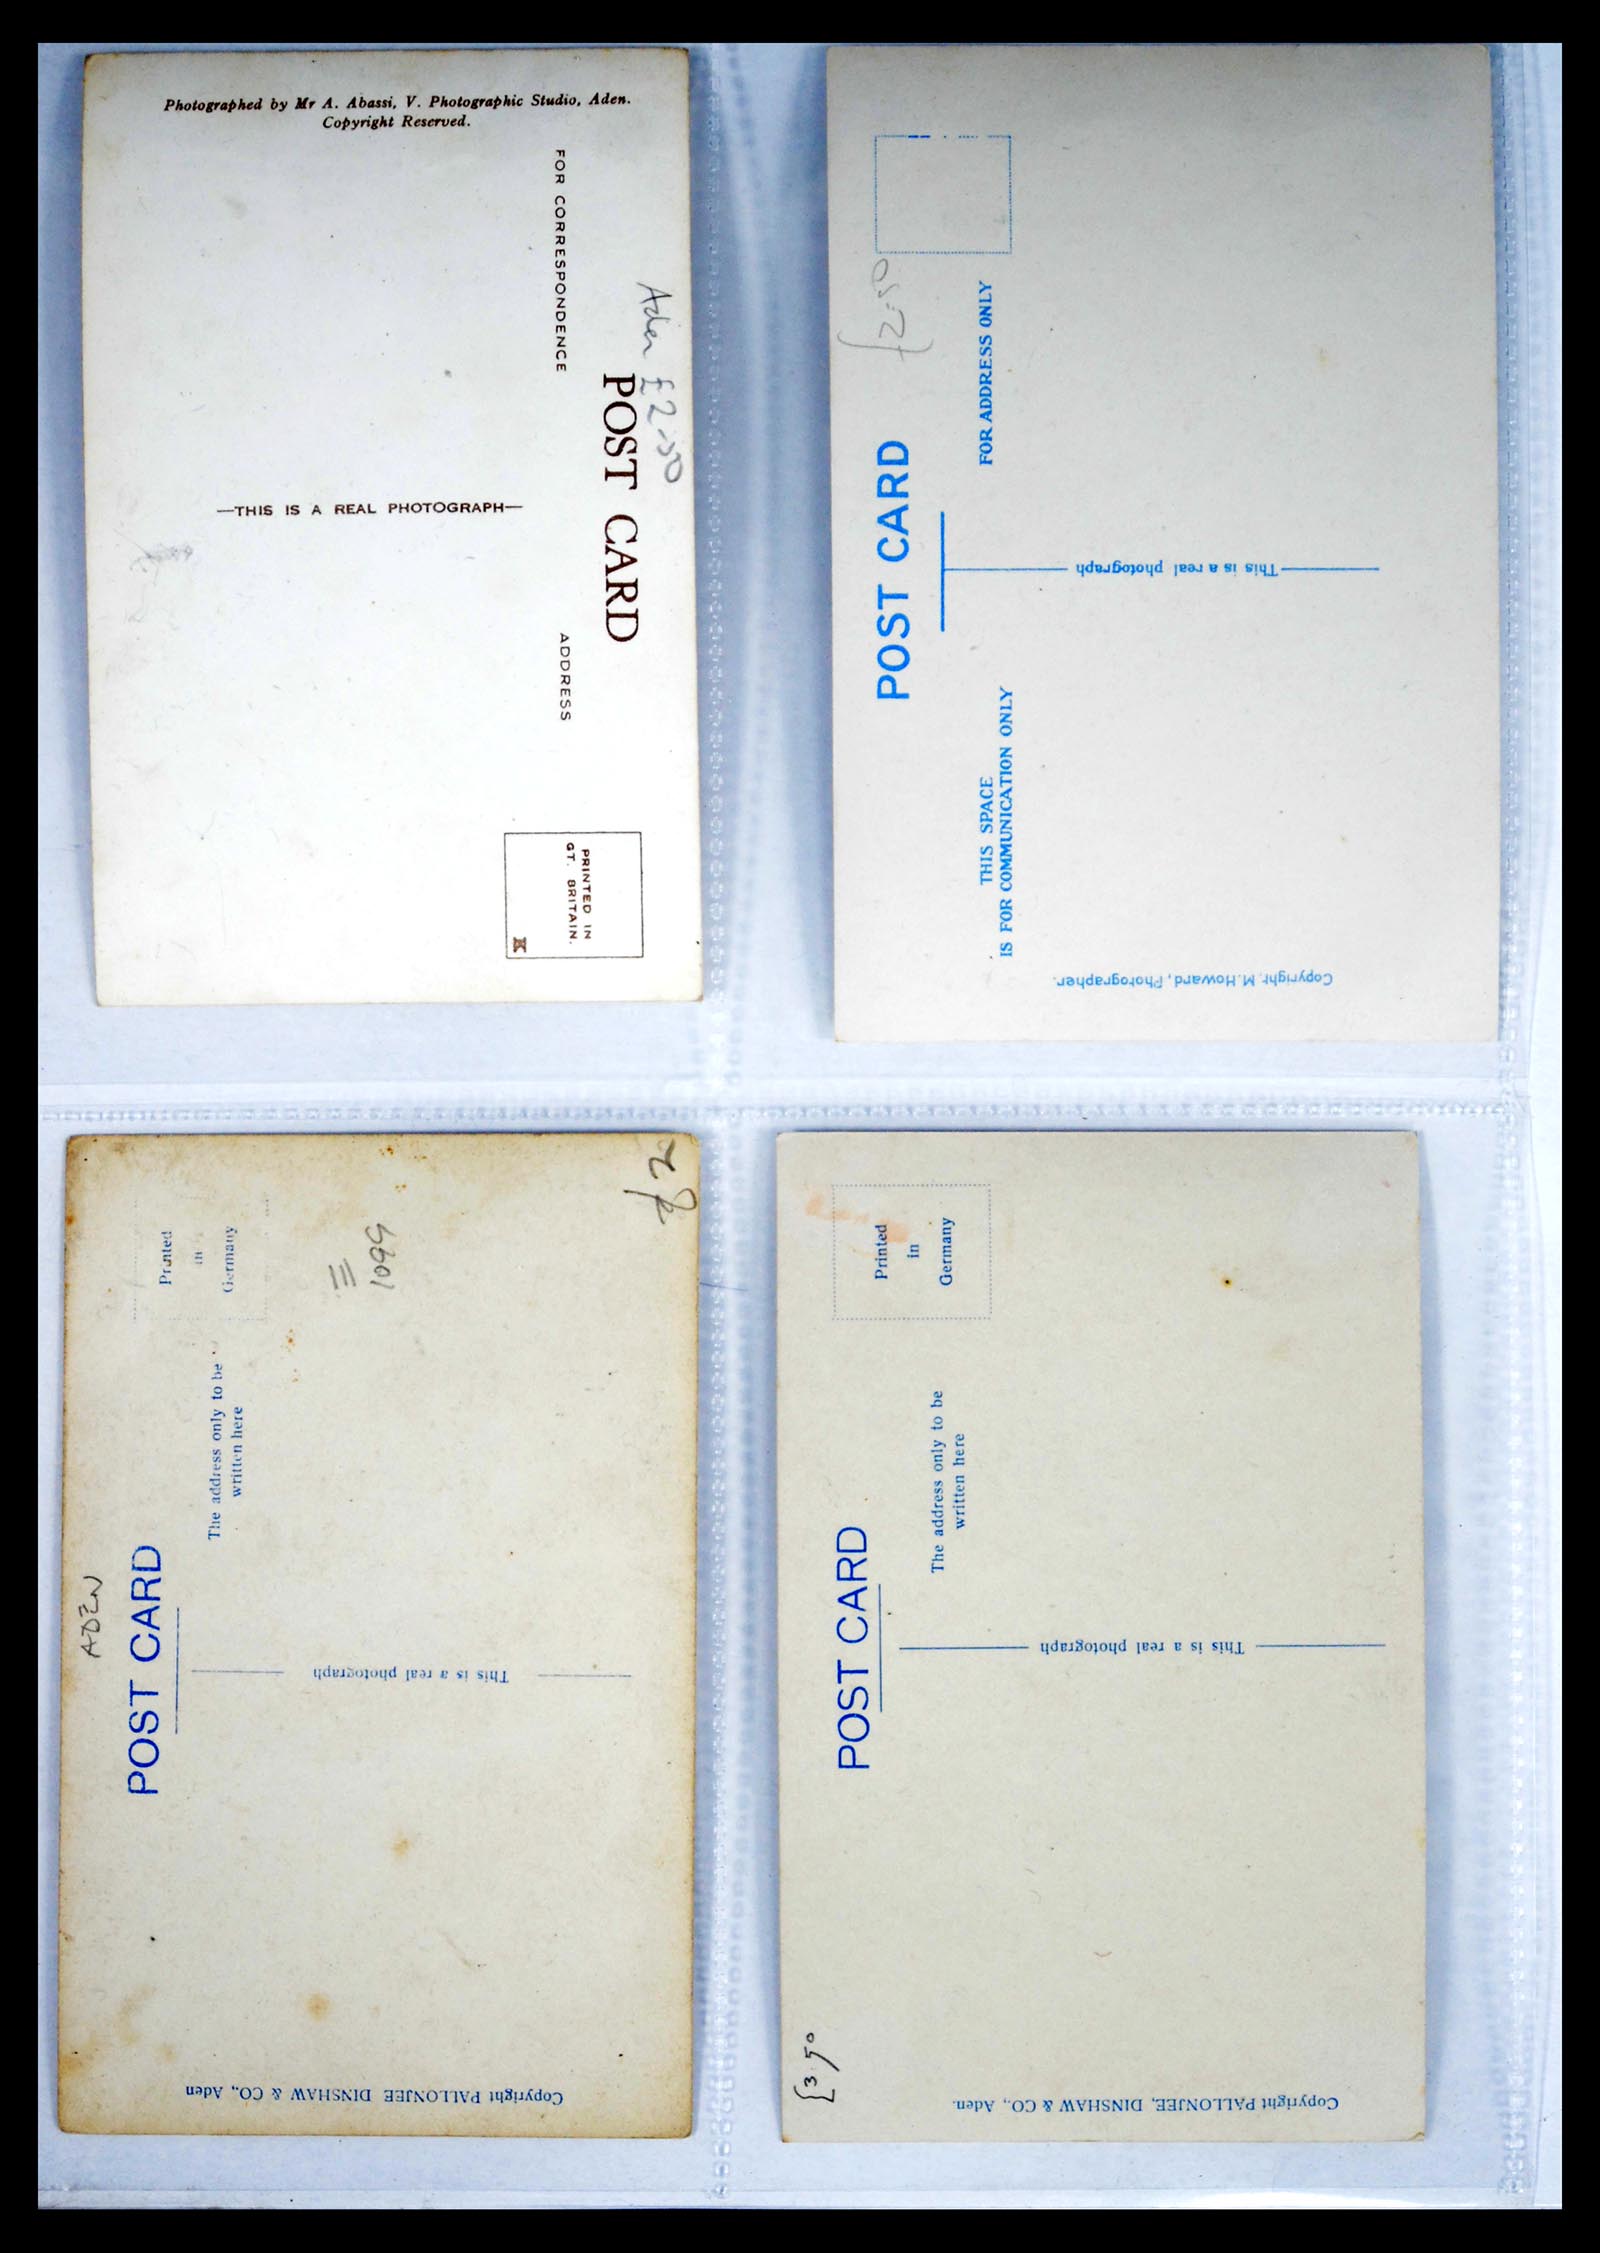 Photographed by Mr A. Abassi, V. Photographic Studio, Aden.
Copyright Reserved.
Aden £2-50
POST CARD
FOR CORRESPONDENCE
ADDRESS
—THIS IS A REAL PHOTOGRAPH—
PRINTED IN
GT. BRITAIN.
K
£2-50
POST CARD
THIS SPACE
IS FOR COMMUNICATION ONLY
FOR ADDRESS ONLY
This is a real photograph
Copyright, M. Howard, Photographer.
ADEN
POST CARD
Printed
in
Germany
The address only to be
written here
This is a real photograph
1099
Copyright PALLONJEE DINSHAW & CO., Aden
£3.50
POST CARD
Printed
in
Germany
The address only to be
written here
This is a real photograph
Copyright PALLONJEE, DINSHAW & CO., Aden.